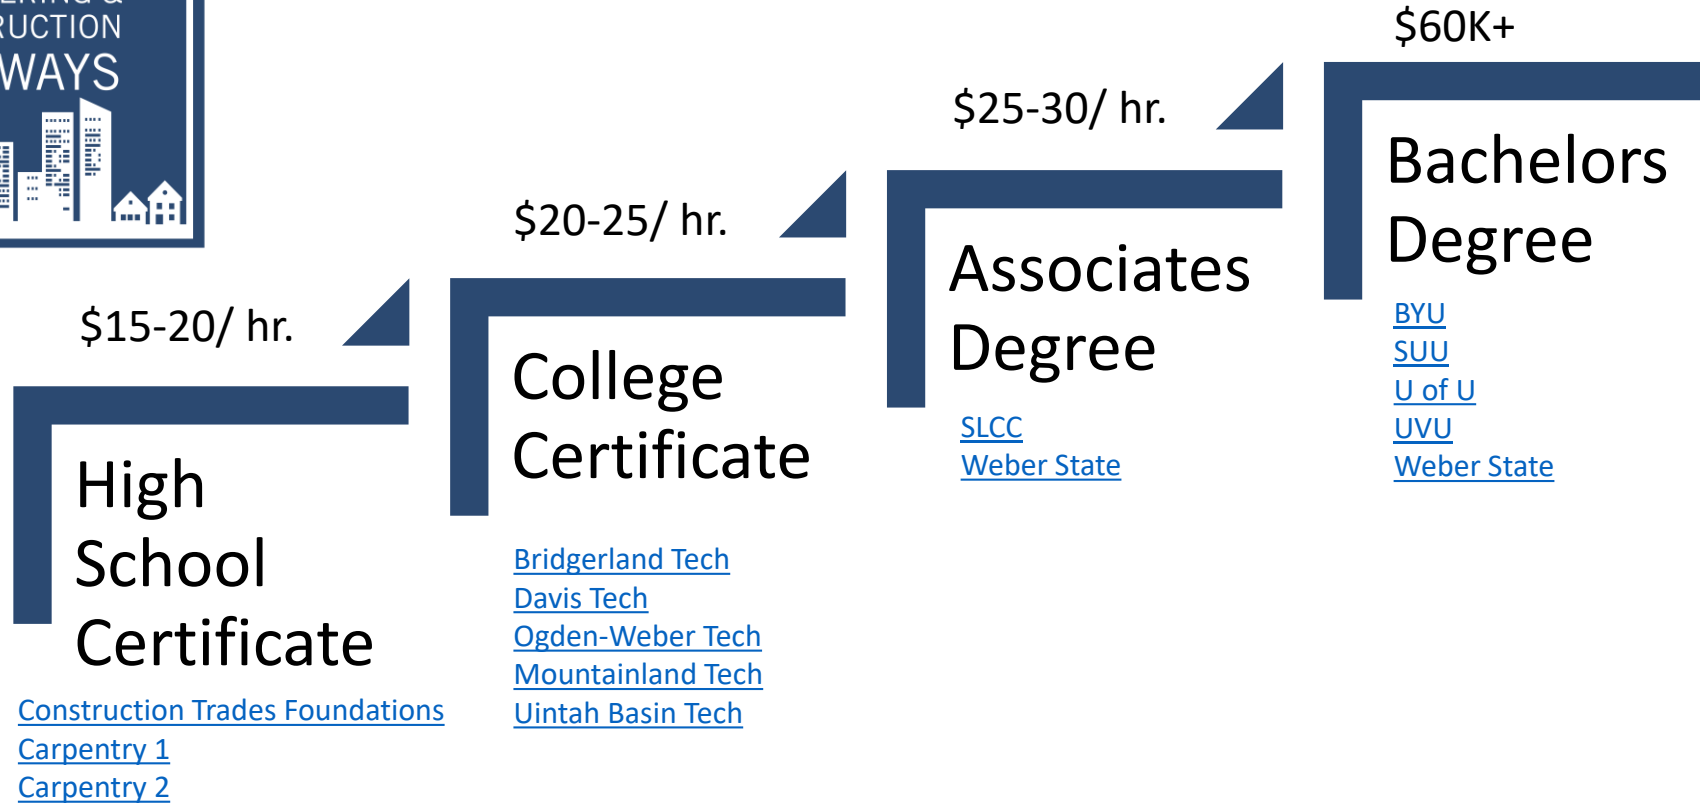 RUCTION
WAYS
$15-20/ hr.
High
School
Certificate
Construction Trades Foundations
Carpentry 1
Carpentry 2
$20-25/ hr.
College
Certificate
Bridgerland Tech
Davis Tech
Ogden-Weber Tech
Mountainland Tech
Uintah Basin Tech
$25-30/ hr.
Associates
Degree
SLCC
Weber State
$60K+
Bachelors
Degree
BYU
SUU
U of U
UVU
Weber State